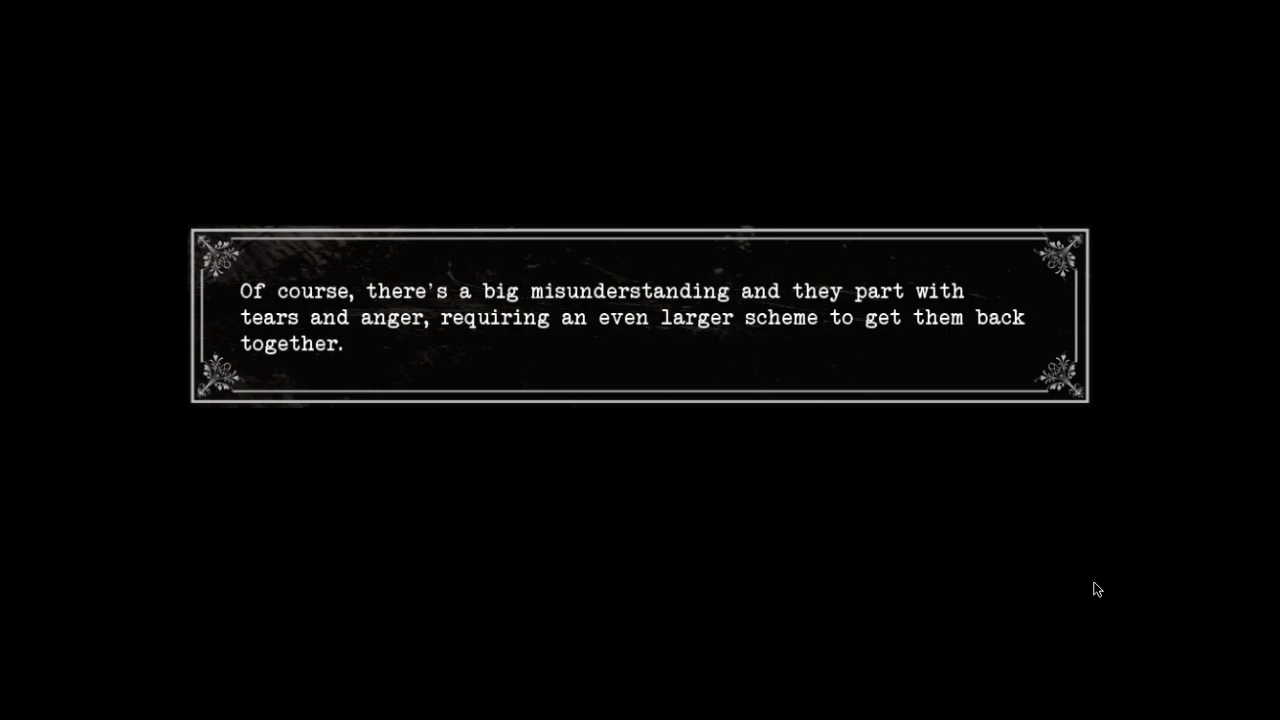 Of course, there's a big misunderstanding and they part with
tears and anger, requiring an even larger scheme to get them back
together.